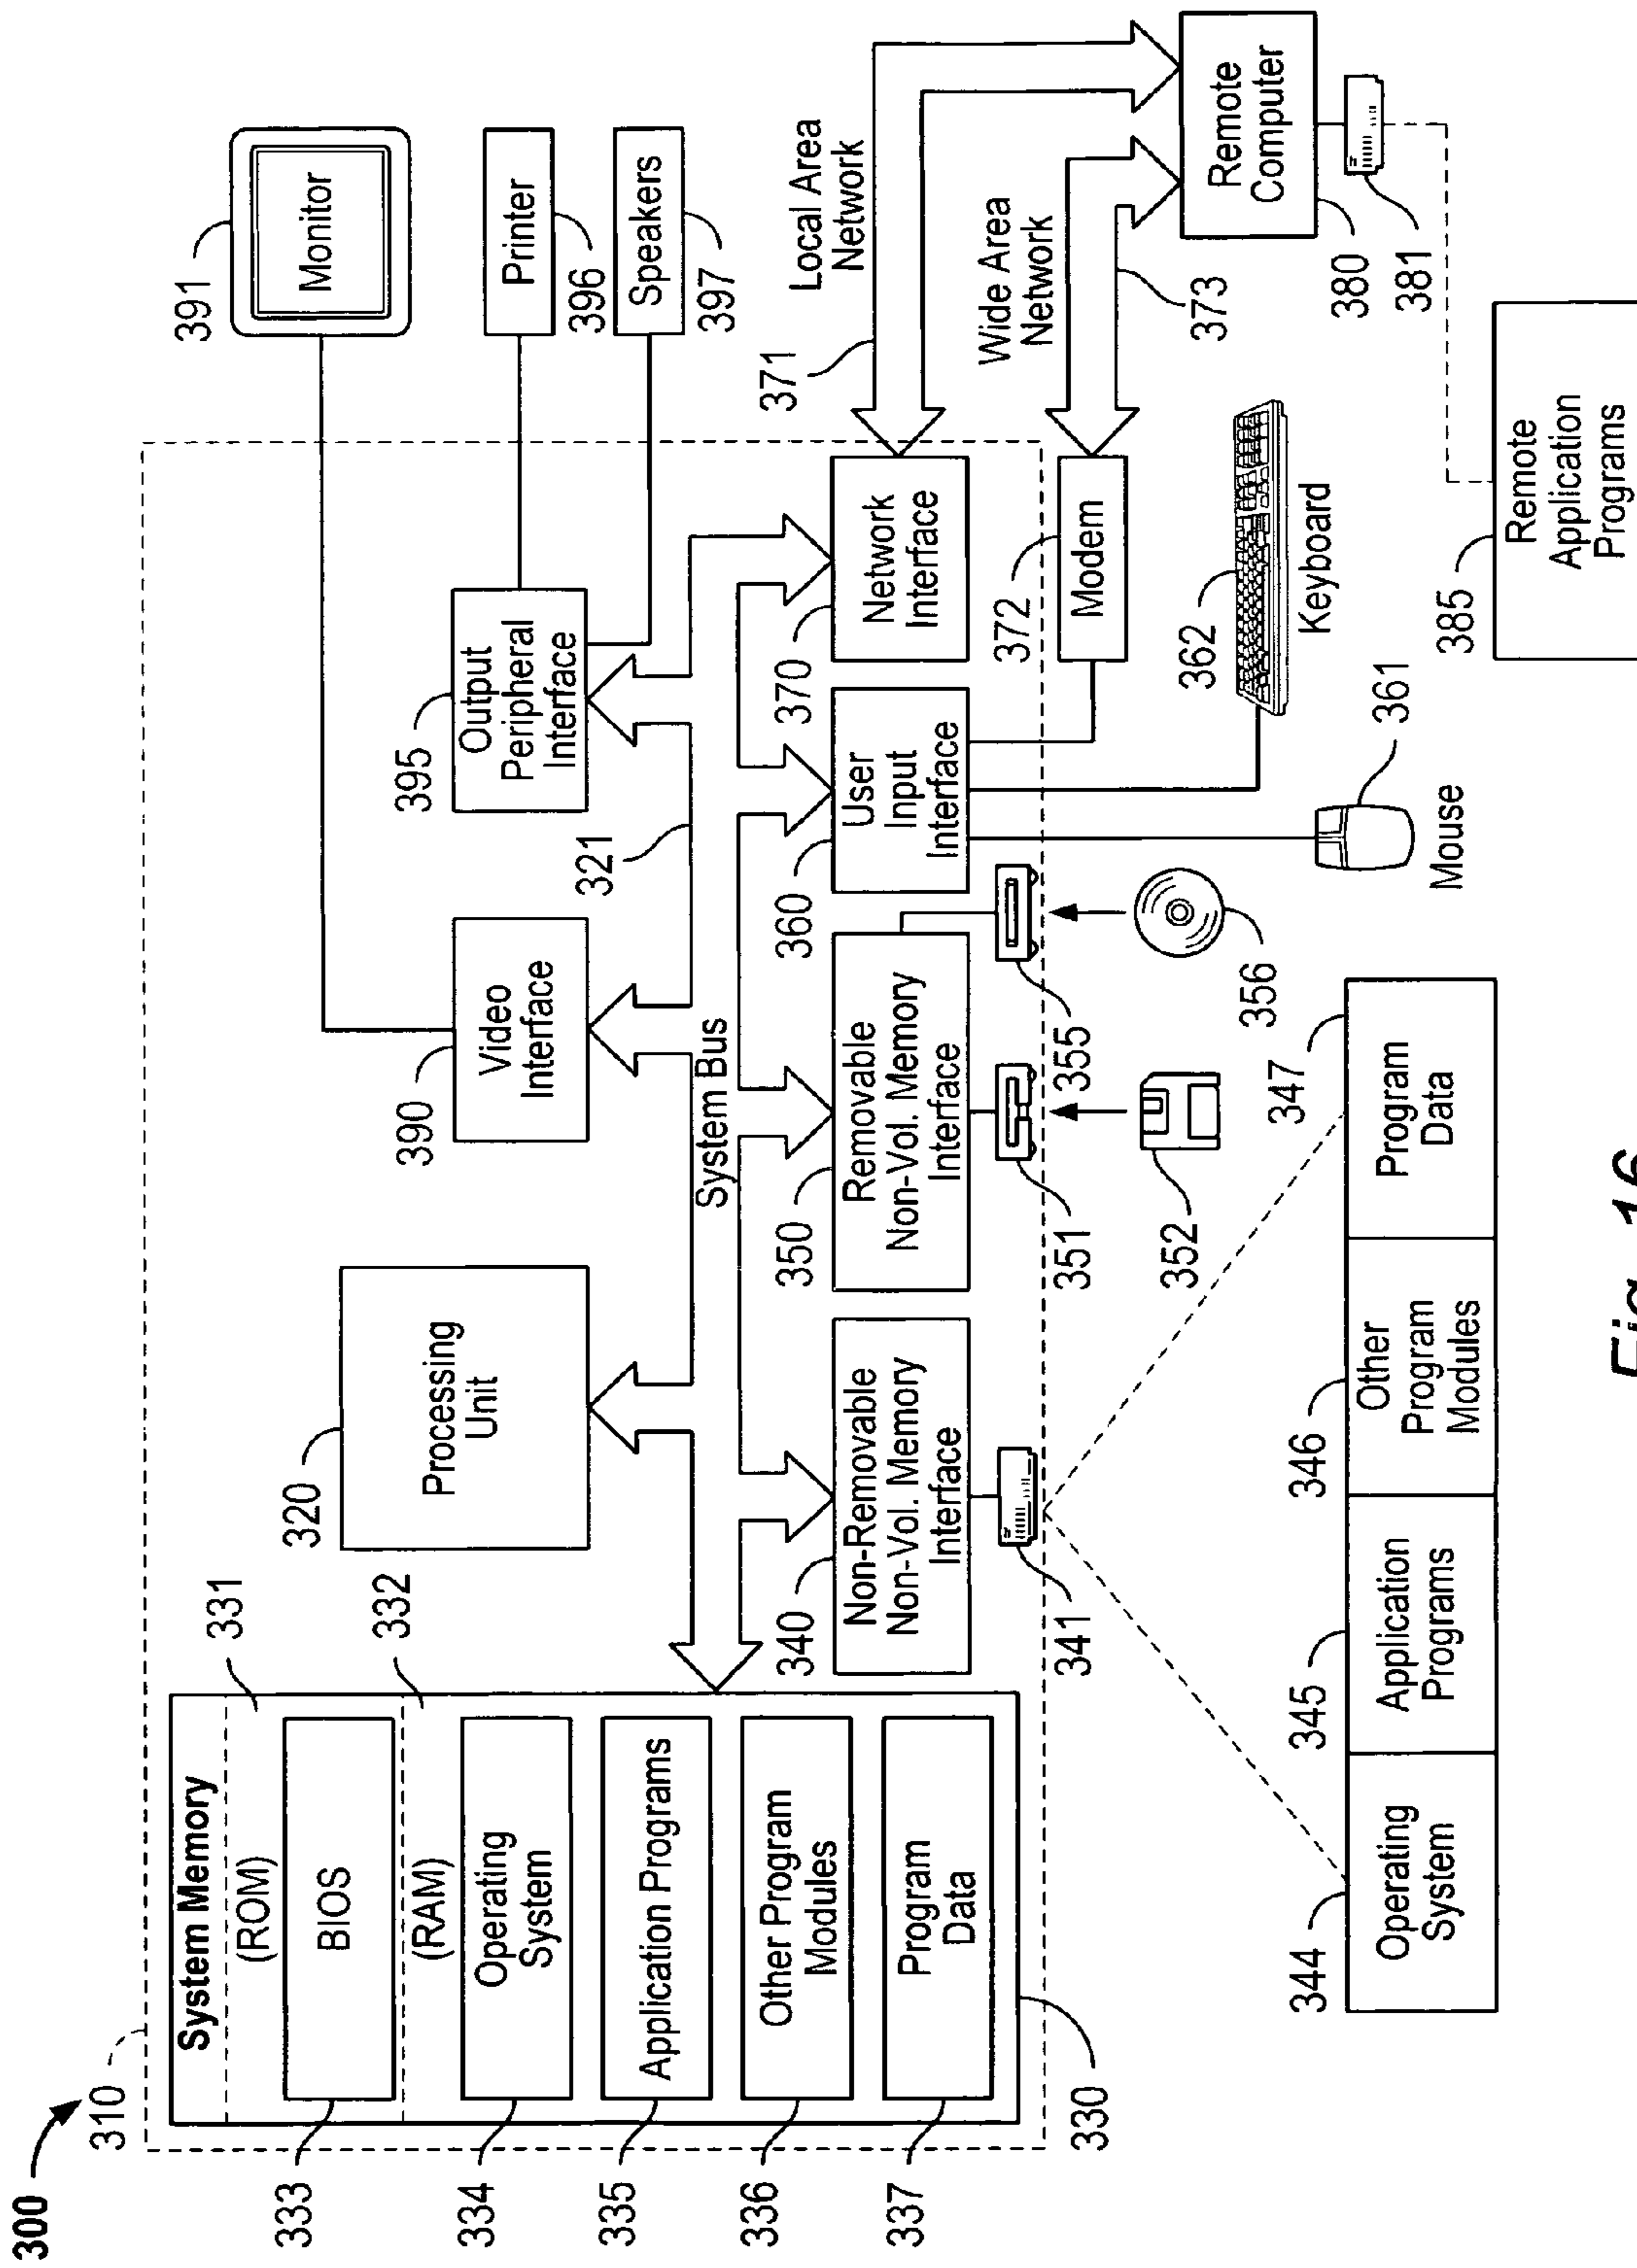 300
310
System Memory
(ROM)
331
BIOS
333
(RAM)
332
Operating
System
334
Application Programs
335
Other Program
Modules
336
Program
Data
337
330
320
Processing
Unit
390
Video
Interface
395
Output
Peripheral
Interface
391
Monitor
Printer
396
Speakers
397
321
System Bus
340
Non-Removable
Non-Vol. Memory
Interface
341
350
Removable
Non-Vol. Memory
Interface
351
355
352
356
360
User
Input
Interface
370
Network
Interface
371
Local Area
Network
372
Modem
Wide Area
Network
373
Remote
Computer
380
381
362
Keyboard
361
Mouse
385
Remote
Application
Programs
344
Operating
System
345
Application
Programs
346
Other
Program
Modules
347
Program
Data
Fig. 16